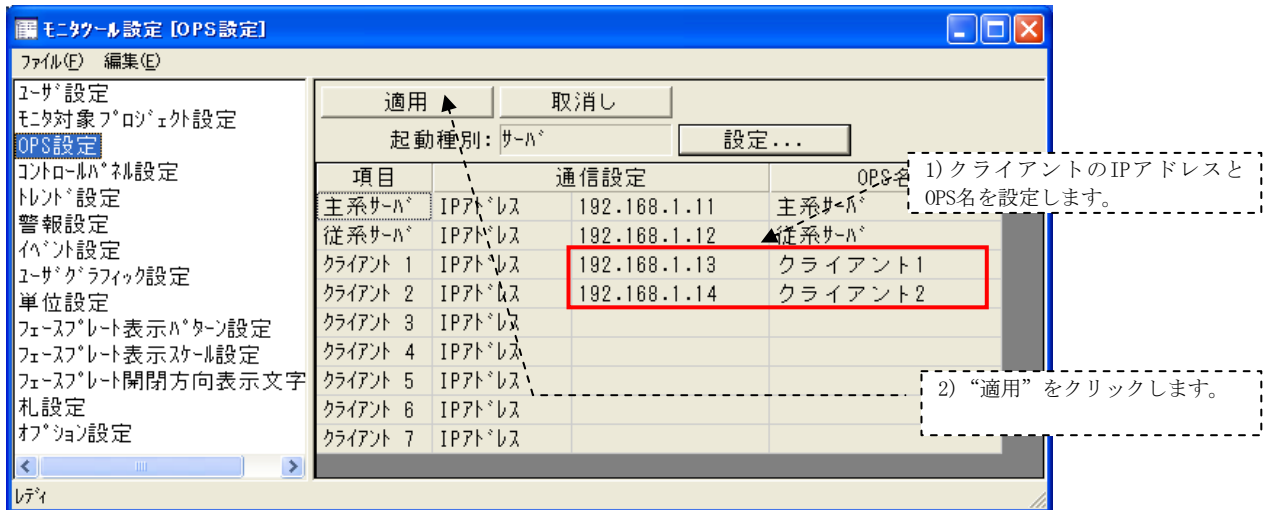 ﾓﾆﾀﾂｰﾙ設定 [OPS設定]
ﾌｧｲﾙ(F) 編集(E)
ﾕｰｻﾞ設定
ﾓﾆﾀ対象ﾌﾟﾛｼﾞｪｸﾄ設定
OPS設定
ｺﾝﾄﾛｰﾙﾊﾟﾈﾙ設定
ﾄﾚﾝﾄﾞ設定
警報設定
ｲﾍﾞﾝﾄ設定
ﾕｰｻﾞｸﾞﾗﾌｨｯｸ設定
単位設定
ﾌｪｰｽﾌﾟﾚｰﾄ表示ﾊﾟﾀｰﾝ設定
ﾌｪｰｽﾌﾟﾚｰﾄ表示ｽｹｰﾙ設定
ﾌｪｰｽﾌﾟﾚｰﾄ開閉方向表示文字
札設定
ｵﾌﾟｼｮﾝ設定
適用 取消し
起動種別: ｻｰﾊﾞ 設定...
項目 通信設定 OPS名
主系ｻｰﾊﾞ IPｱﾄﾞﾚｽ 192.168.1.11 主系ｻｰﾊﾞ
従系ｻｰﾊﾞ IPｱﾄﾞﾚｽ 192.168.1.12 従系ｻｰﾊﾞ
ｸﾗｲｱﾝﾄ 1 IPｱﾄﾞﾚｽ 192.168.1.13 クライアント1
ｸﾗｲｱﾝﾄ 2 IPｱﾄﾞﾚｽ 192.168.1.14 クライアント2
ｸﾗｲｱﾝﾄ 3 IPｱﾄﾞﾚｽ
ｸﾗｲｱﾝﾄ 4 IPｱﾄﾞﾚｽ
ｸﾗｲｱﾝﾄ 5 IPｱﾄﾞﾚｽ
ｸﾗｲｱﾝﾄ 6 IPｱﾄﾞﾚｽ
ｸﾗｲｱﾝﾄ 7 IPｱﾄﾞﾚｽ
1)クライアントのIPアドレスと
OPS名を設定します。
2) “適用”をクリックします。
ﾚﾃﾞｨ